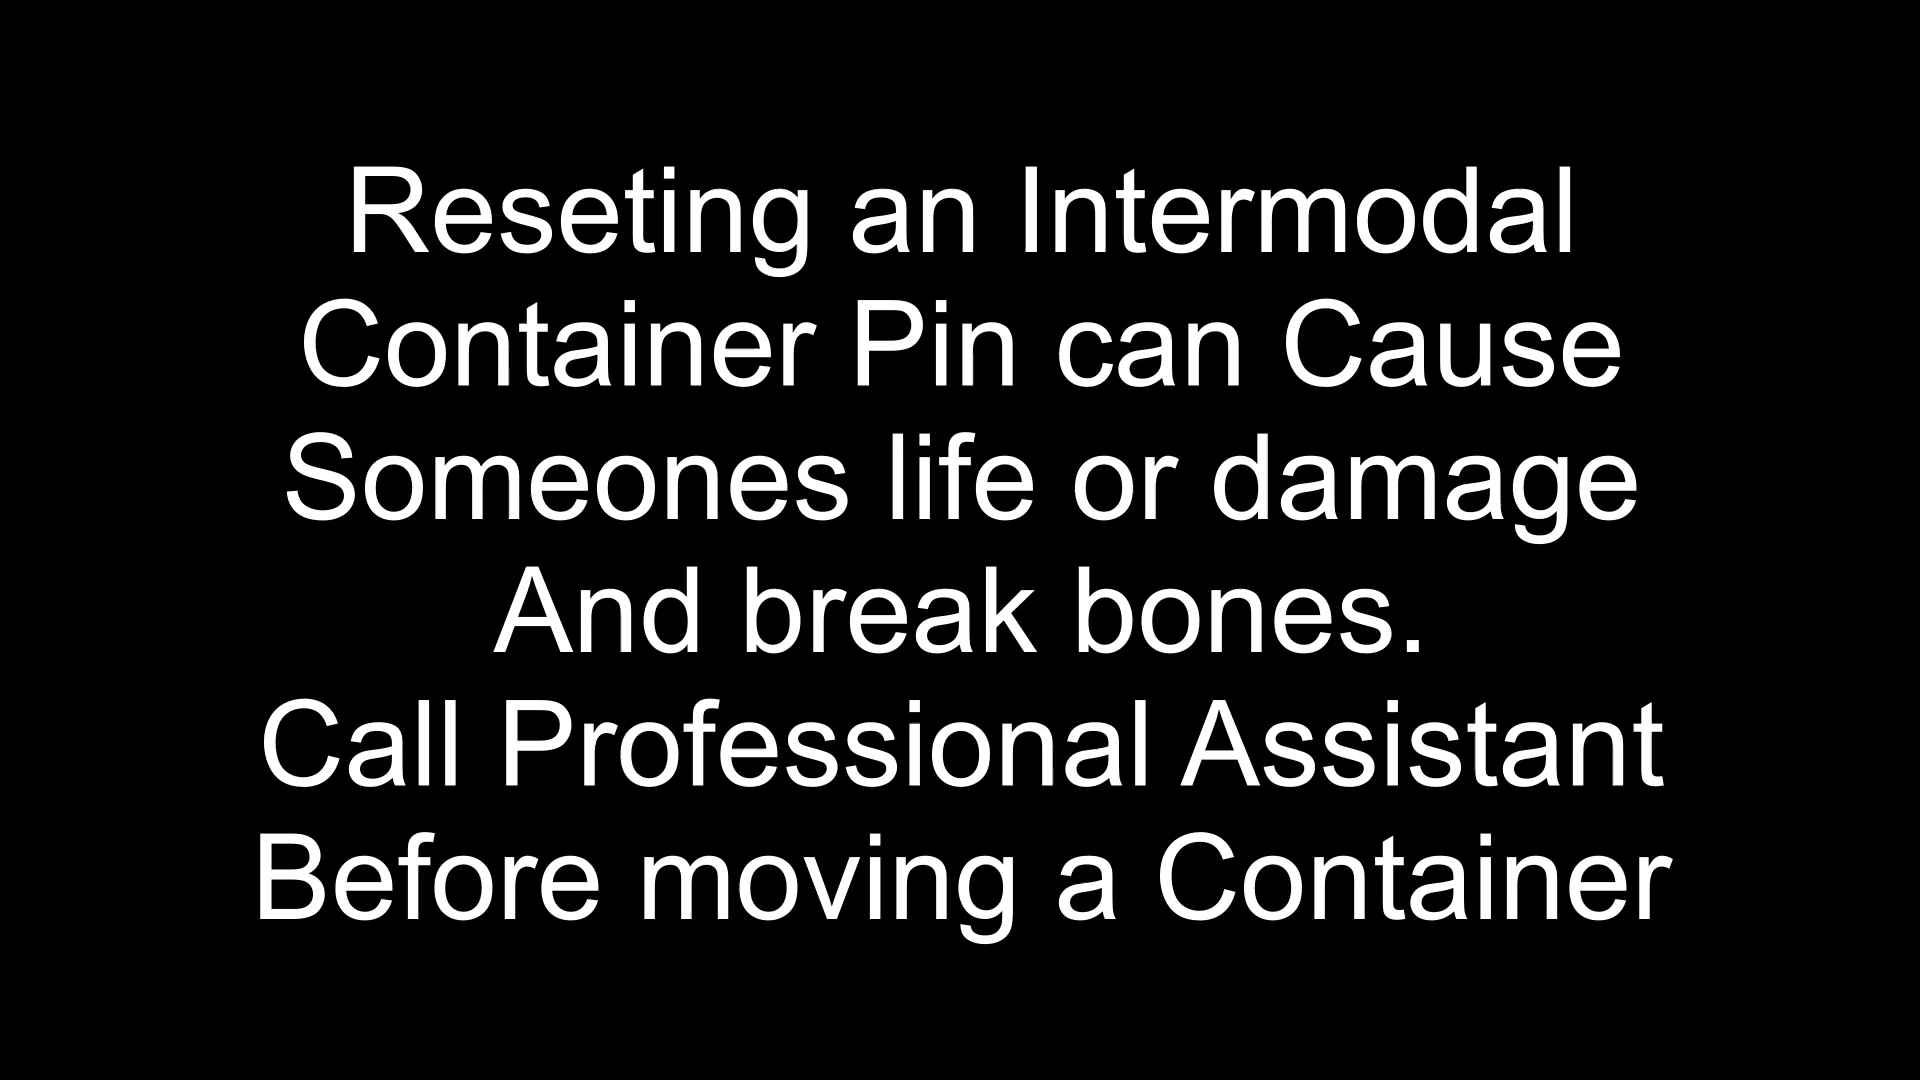 Reseting an Intermodal
Container Pin can Cause
Someones life or damage
And break bones.
Call Professional Assistant
Before moving a Container